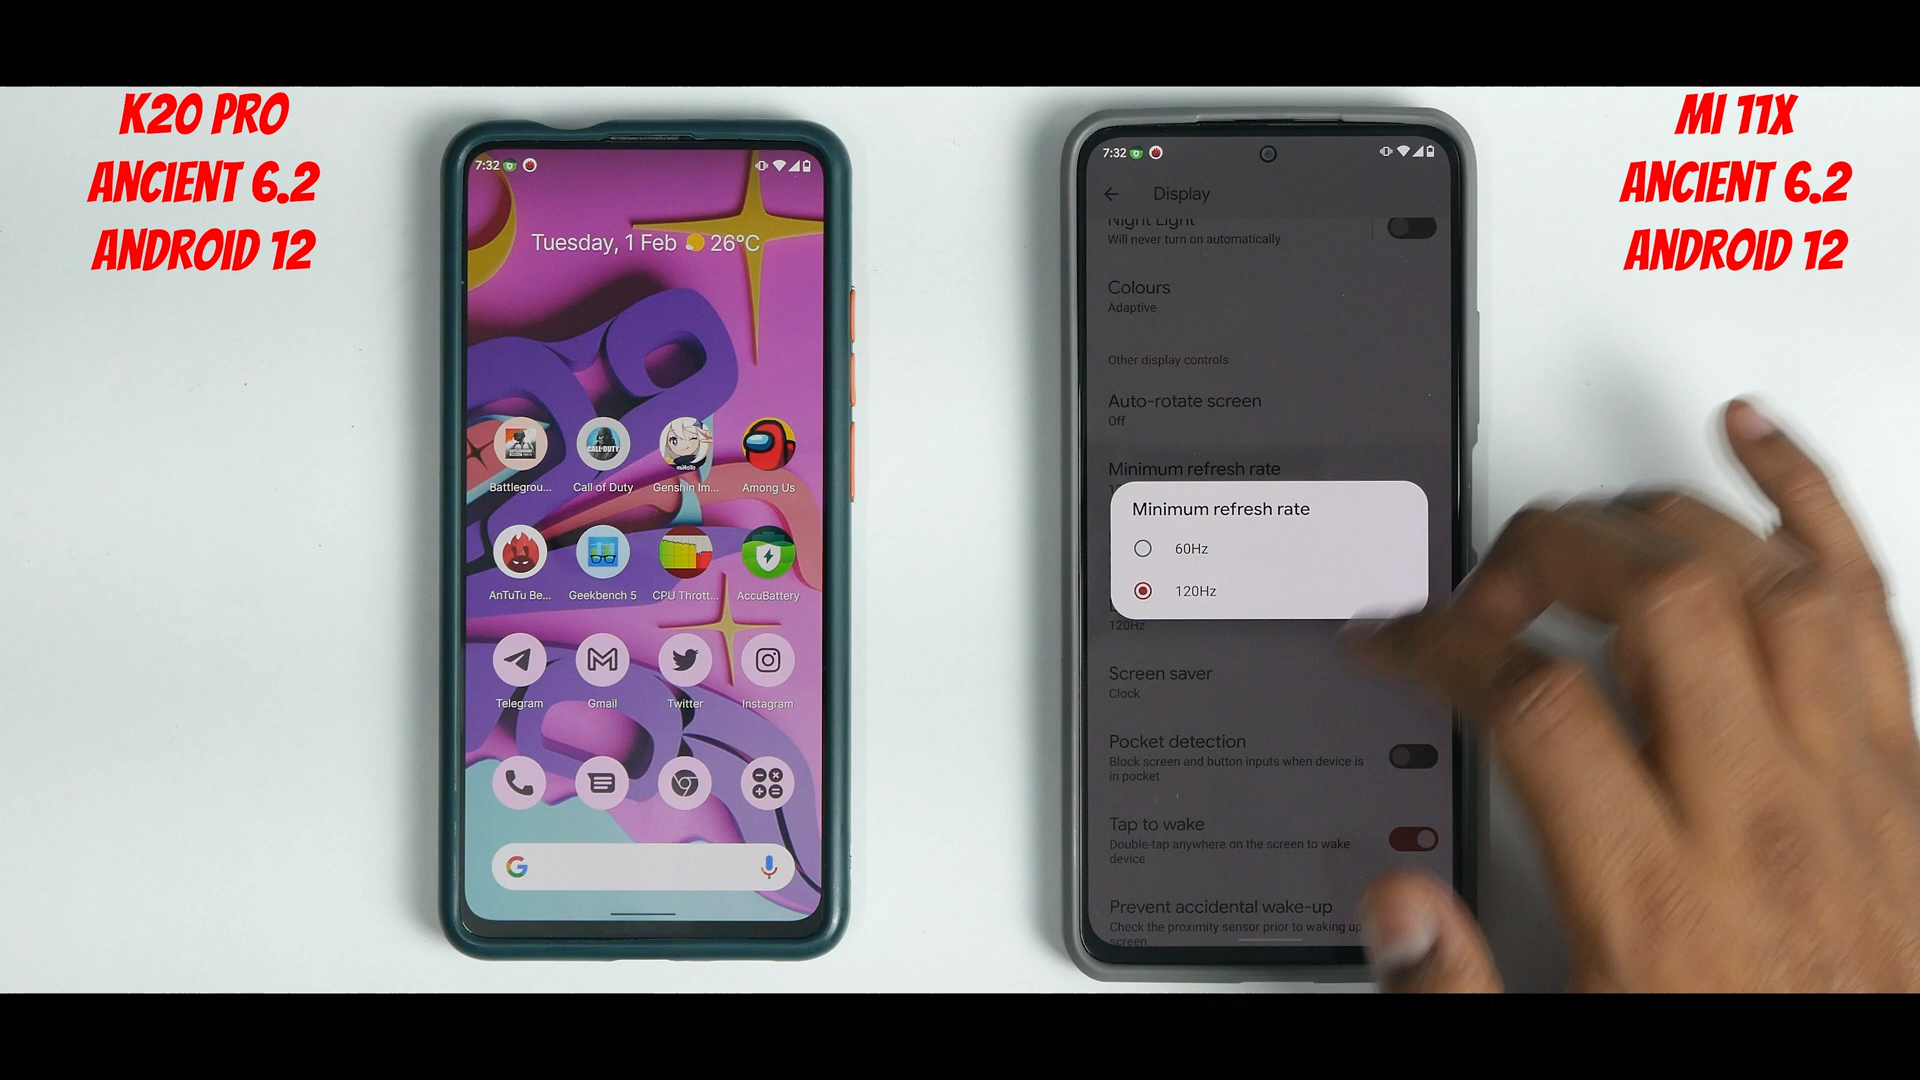 K20 PRO
ANCIENT 6.2
ANDROID 12
MI 11X
ANCIENT 6.2
ANDROID 12
7:32
Tuesday, 1 Feb 26°C
Battlegrou... Call of Duty Genshin Im... Among Us
AnTuTu Be... Geekbench 5 CPU Thrott... AccuBattery
Telegram Gmail Twitter Instagram
7:32
Display
Night Light
Will never turn on automatically
Colours
Adaptive
Other display controls
Auto-rotate screen
Off
Minimum refresh rate
Minimum refresh rate
60Hz
120Hz
120Hz
Screen saver
Clock
Pocket detection
Block screen and button inputs when device is
in pocket
Tap to wake
Double-tap anywhere on the screen to wake
device
Prevent accidental wake-up
Check the proximity sensor prior to waking up
screen